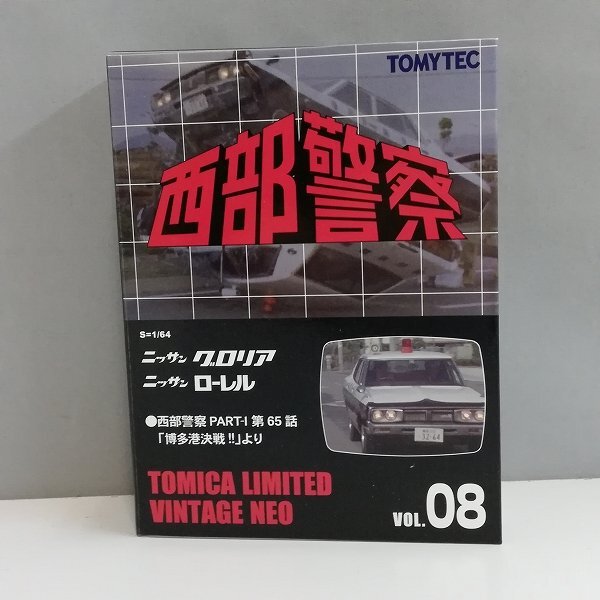 TOMYTEC
西部警察
S=1/64
ニッサン グロリア
ニッサン ローレル
●西部警察 PART-I 第65話
「博多港決戦!!」より
32-64
TOMICA LIMITED
VINTAGE NEO
VOL.08